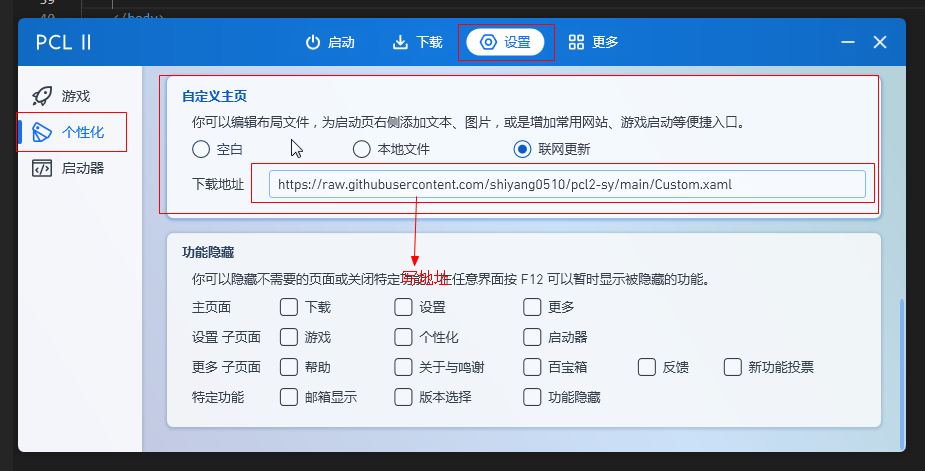 39
40 </body>
PCL II 启动 下载 设置 更多
游戏
个性化
启动器
自定义主页
你可以编辑布局文件，为启动页右侧添加文本、图片，或是增加常用网站、游戏启动等便捷入口。
空白 本地文件 联网更新
下载地址 https://raw.githubusercontent.com/shiyang0510/pcl2-sy/main/Custom.xaml
功能隐藏
你可以隐藏不需要的页面或关闭特定功能。在任意界面按 F12 可以暂时显示被隐藏的功能。
写地址
主页面 下载 设置 更多
设置 子页面 游戏 个性化 启动器
更多 子页面 帮助 关于与鸣谢 百宝箱 反馈 新功能投票
特定功能 邮箱显示 版本选择 功能隐藏